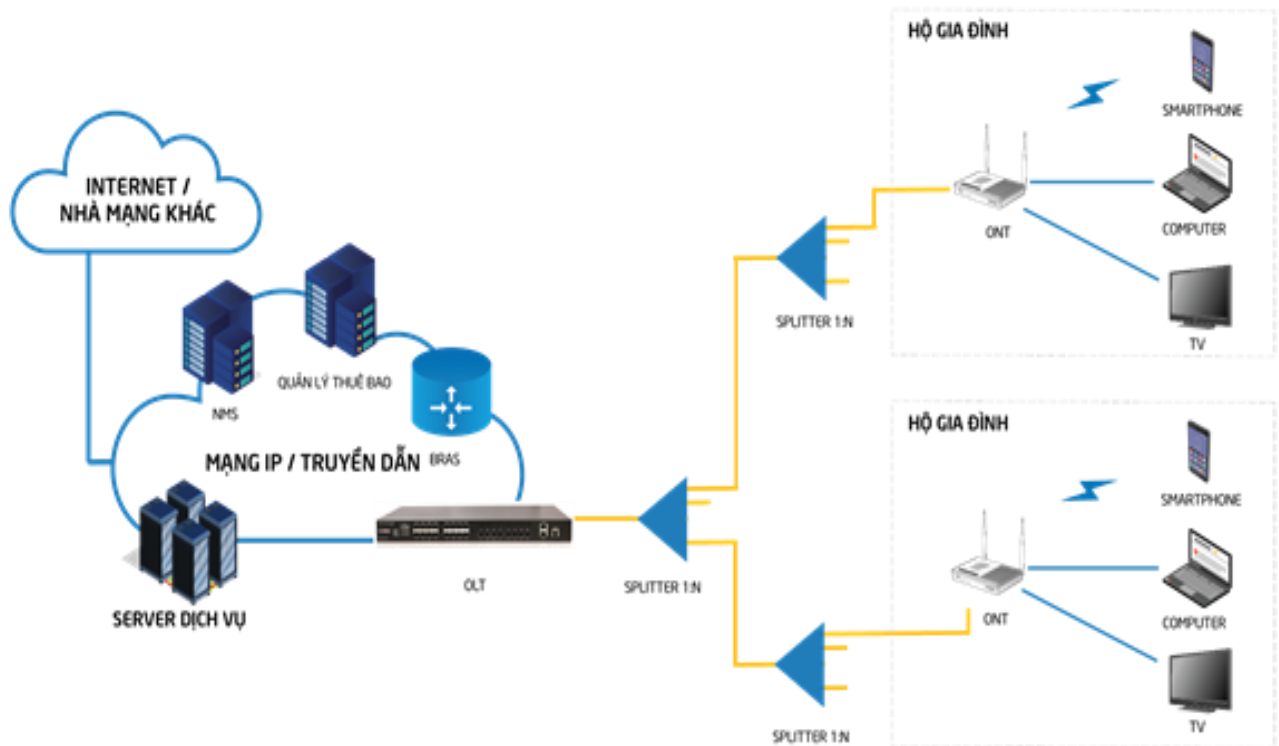 HỘ GIA ĐÌNH
SMARTPHONE
INTERNET /
NHÀ MẠNG KHÁC
COMPUTER
ONT
SPLITTER 1:N
TV
QUẢN LÝ THUÊ BAO
NMS
HỘ GIA ĐÌNH
MẠNG IP / TRUYỀN DẪN
BRAS
SMARTPHONE
OLT
SPLITTER 1:N
SERVER DỊCH VỤ
ONT
COMPUTER
TV
SPLITTER 1:N